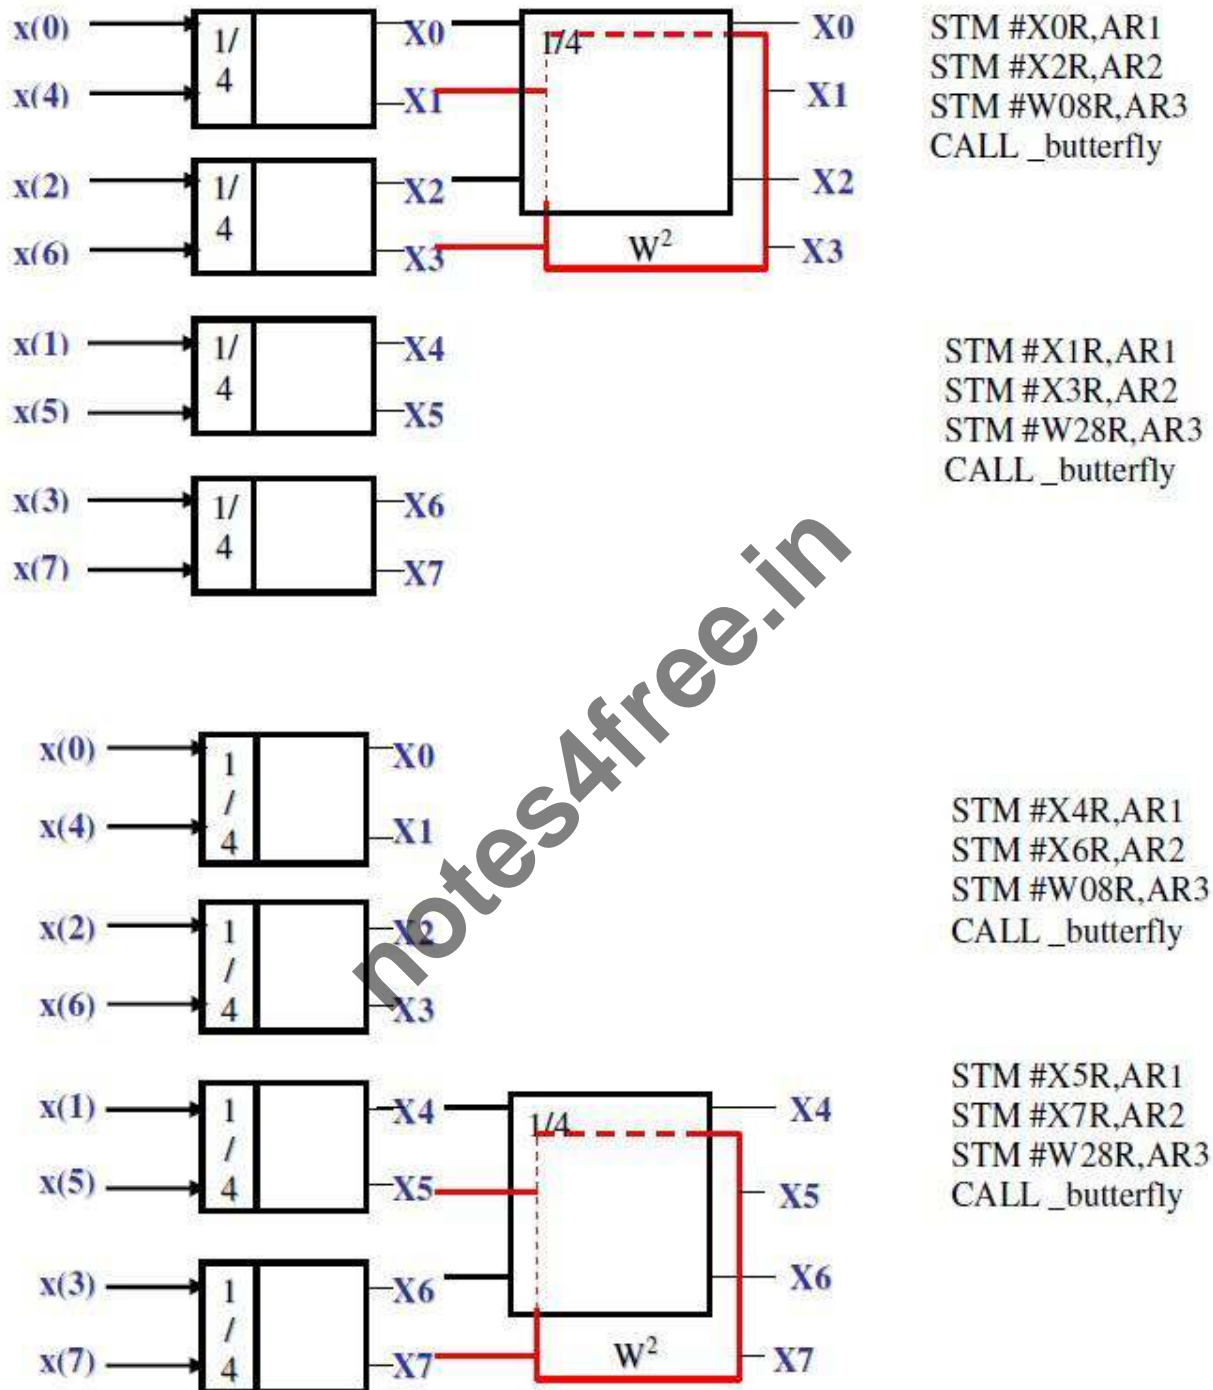 x(0) 1/ X0 1/4 X0 STM #X0R,AR1
STM #X2R,AR2
x(4) 4 X1 X1 STM #W08R,AR3
CALL _butterfly
x(2) 1/ X2 X2
4
x(6) X3 W² X3
x(1) 1/ X4 STM #X1R,AR1
4 STM #X3R,AR2
x(5) X5 STM #W28R,AR3
CALL _butterfly
x(3) 1/ X6
4
x(7) X7
notes4free.in
x(0) 1 X0
/
x(4) 4 X1 STM #X4R,AR1
STM #X6R,AR2
STM #W08R,AR3
x(2) 1 X2 CALL _butterfly
/
x(6) 4 X3
x(1) 1 X4 1/4 X4 STM #X5R,AR1
/ STM #X7R,AR2
x(5) 4 X5 X5 STM #W28R,AR3
CALL _butterfly
x(3) 1 X6 X6
/
x(7) 4 X7 W² X7